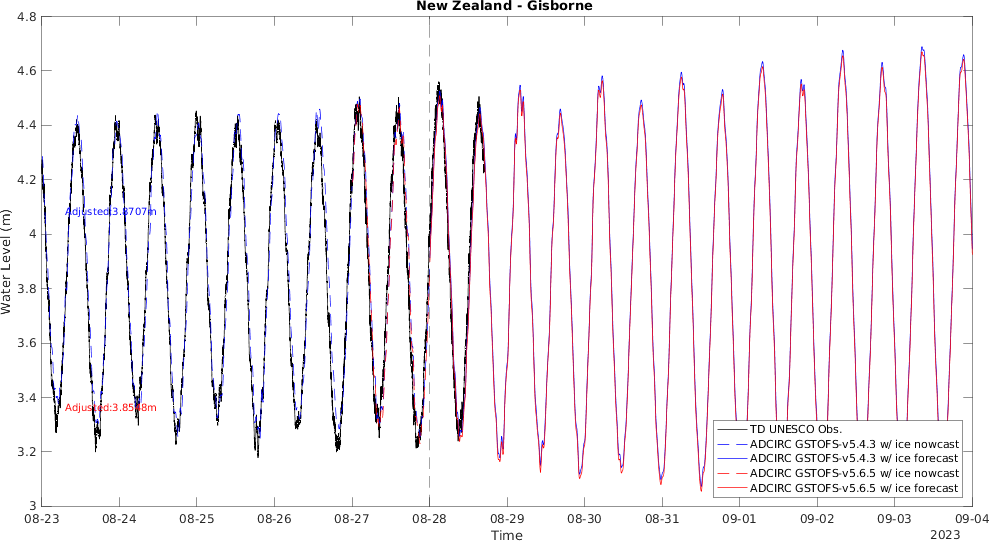 New Zealand - Gisborne
4.8
4.6
4.4
4.2
4
3.8
3.6
3.4
3.2
3
Water Level (m)
Adjusted:3.8707m
Adjusted:3.8548m
TD UNESCO Obs.
ADCIRC GSTOFS-v5.4.3 w/ ice nowcast
ADCIRC GSTOFS-v5.4.3 w/ ice forecast
ADCIRC GSTOFS-v5.6.5 w/ ice nowcast
ADCIRC GSTOFS-v5.6.5 w/ ice forecast
08-23 08-24 08-25 08-26 08-27 08-28 08-29 08-30 08-31 09-01 09-02 09-03 09-04
Time
2023